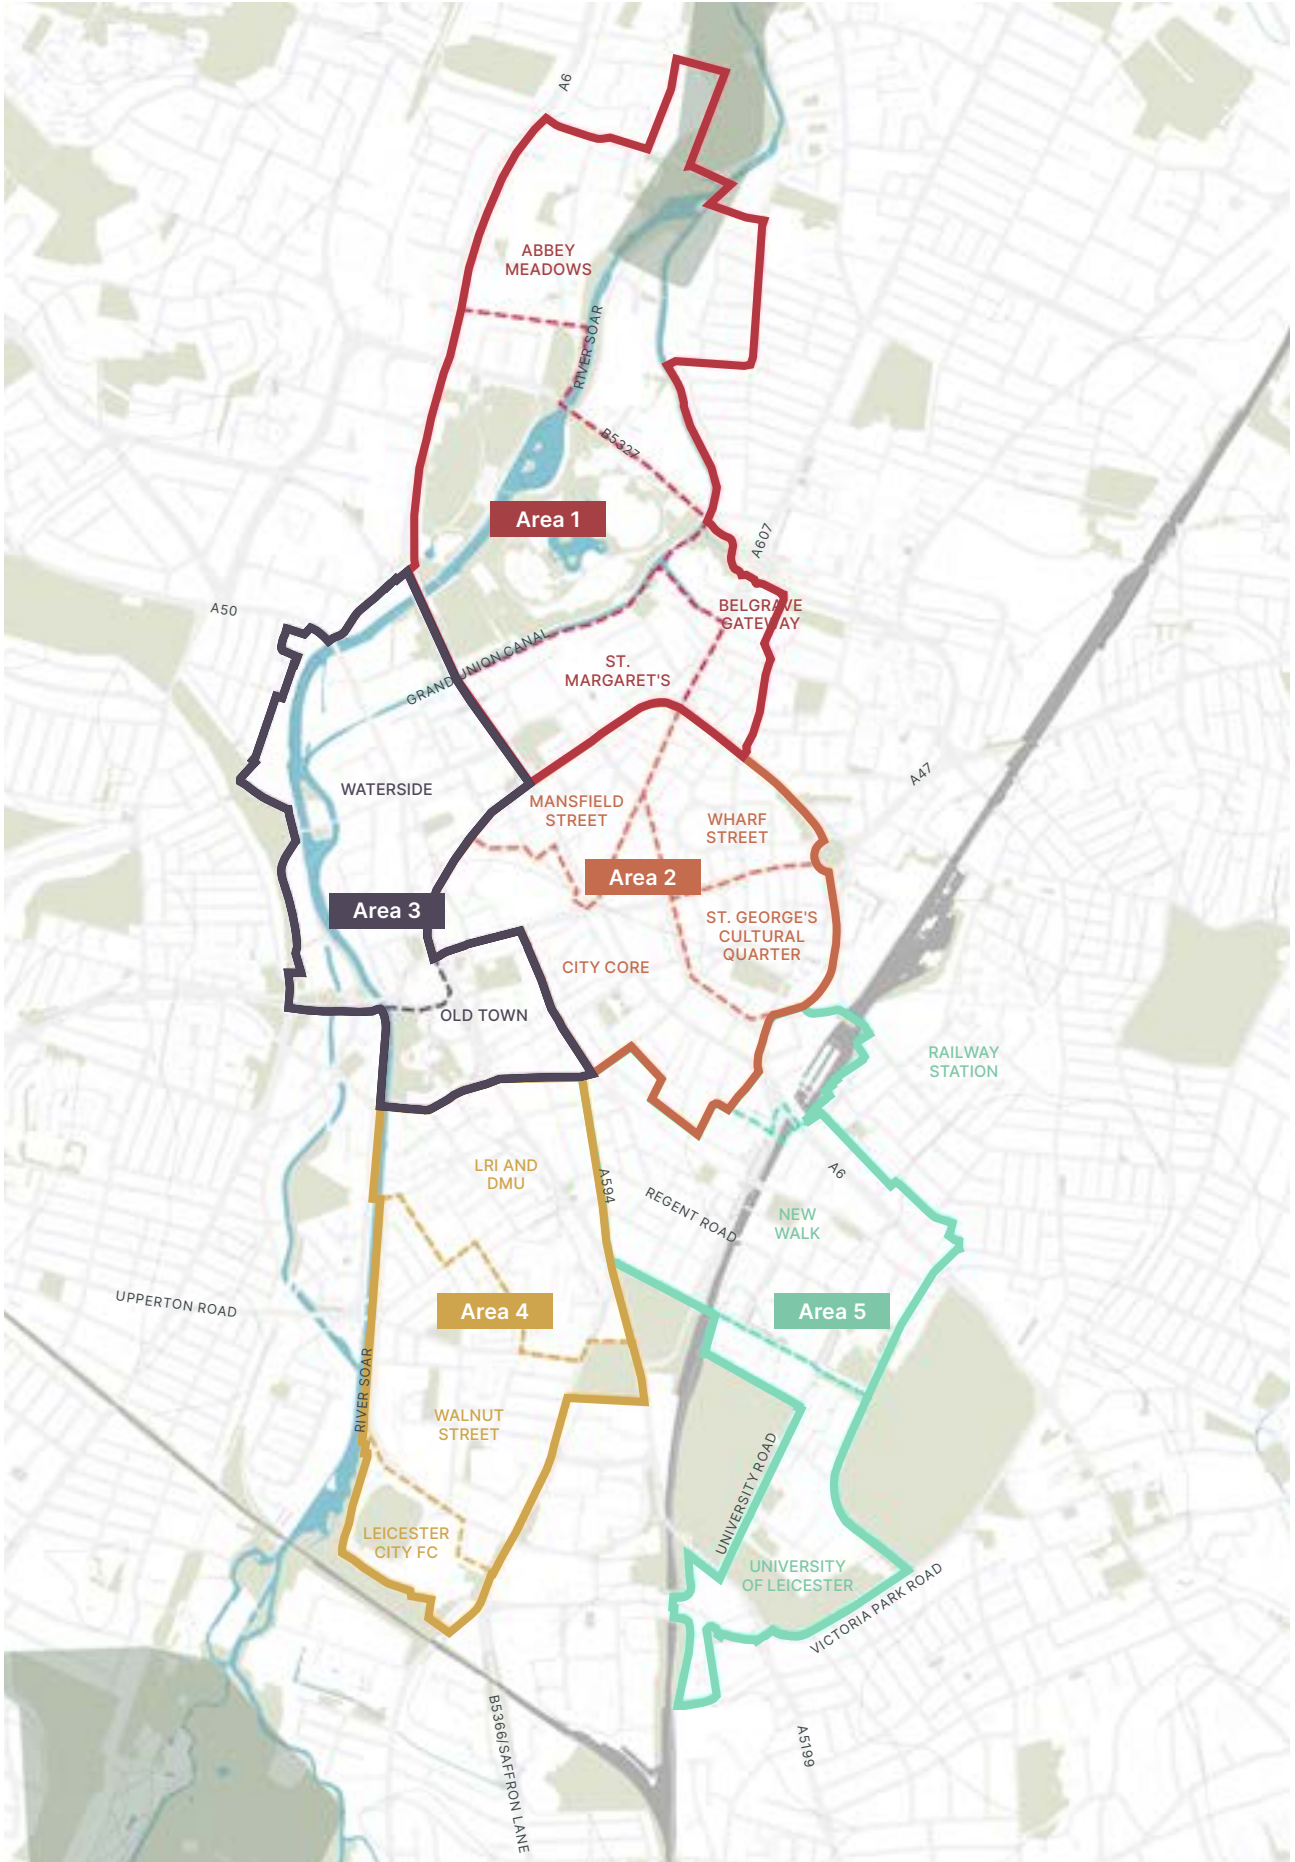 A6
ABBEY
MEADOWS
RIVER SOAR
B5327
Area 1
A607
A50
BELGRAVE
GATEWAY
GRAND UNION CANAL
ST.
MARGARET'S
A47
WATERSIDE
MANSFIELD
STREET
WHARF
STREET
Area 2
Area 3
ST. GEORGE'S
CULTURAL
QUARTER
CITY CORE
OLD TOWN
RAILWAY
STATION
LRI AND
DMU
A594
REGENT ROAD
A6
NEW
WALK
UPPERTON ROAD
Area 4
Area 5
RIVER SOAR
WALNUT
STREET
UNIVERSITY ROAD
LEICESTER
CITY FC
UNIVERSITY
OF LEICESTER
VICTORIA PARK ROAD
B5366/SAFFRON LANE
A5199